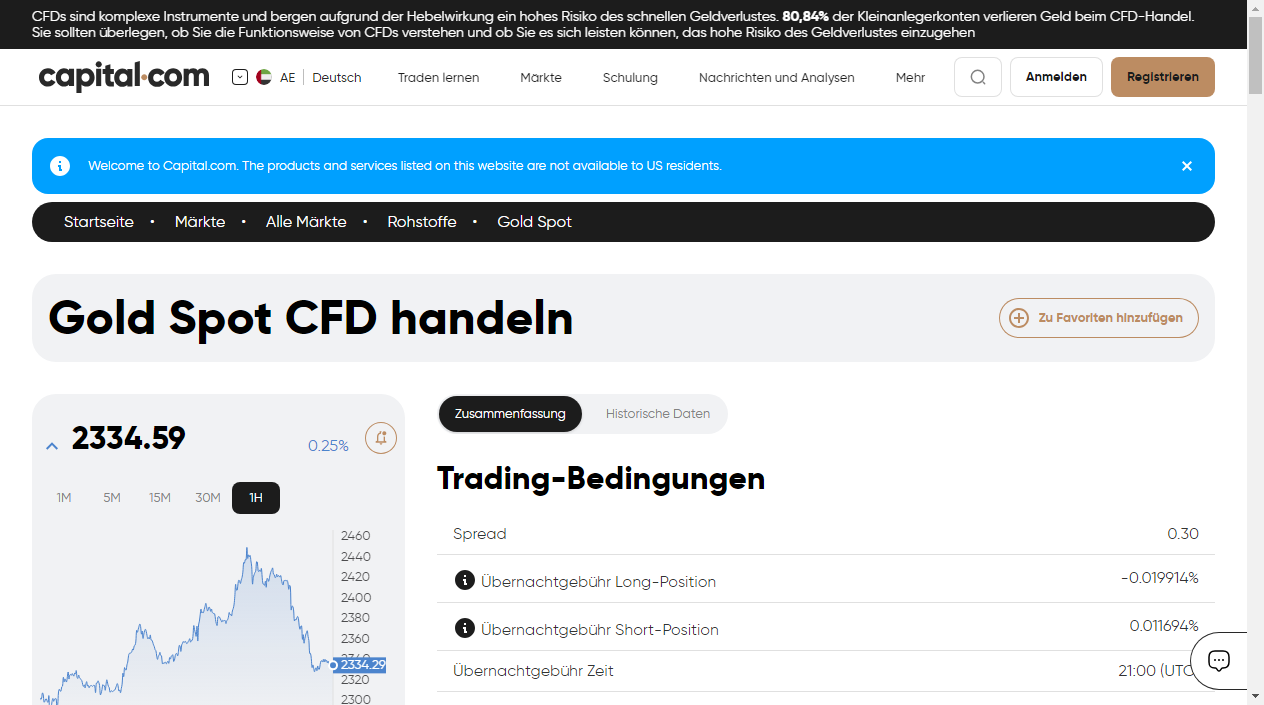 CFDs sind komplexe Instrumente und bergen aufgrund der Hebelwirkung ein hohes Risiko des schnellen Geldverlustes. 80,84% der Kleinanlegerkonten verlieren Geld beim CFD-Handel.
Sie sollten überlegen, ob Sie die Funktionsweise von CFDs verstehen und ob Sie es sich leisten können, das hohe Risiko des Geldverlustes einzugehen
capital.com AE Deutsch Traden lernen Märkte Schulung Nachrichten und Analysen Mehr Anmelden Registrieren
Welcome to Capital.com. The products and services listed on this website are not available to US residents.
Startseite • Märkte • Alle Märkte • Rohstoffe • Gold Spot
Gold Spot CFD handeln
Zu Favoriten hinzufügen
2334.59
0.25%
1M 5M 15M 30M 1H
2460
2440
2420
2400
2380
2360
2334.29
2320
2300
Zusammenfassung Historische Daten
Trading-Bedingungen
Spread 0.30
Übernachtgebühr Long-Position -0.019914%
Übernachtgebühr Short-Position 0.011694%
Übernachtgebühr Zeit 21:00 (UTC